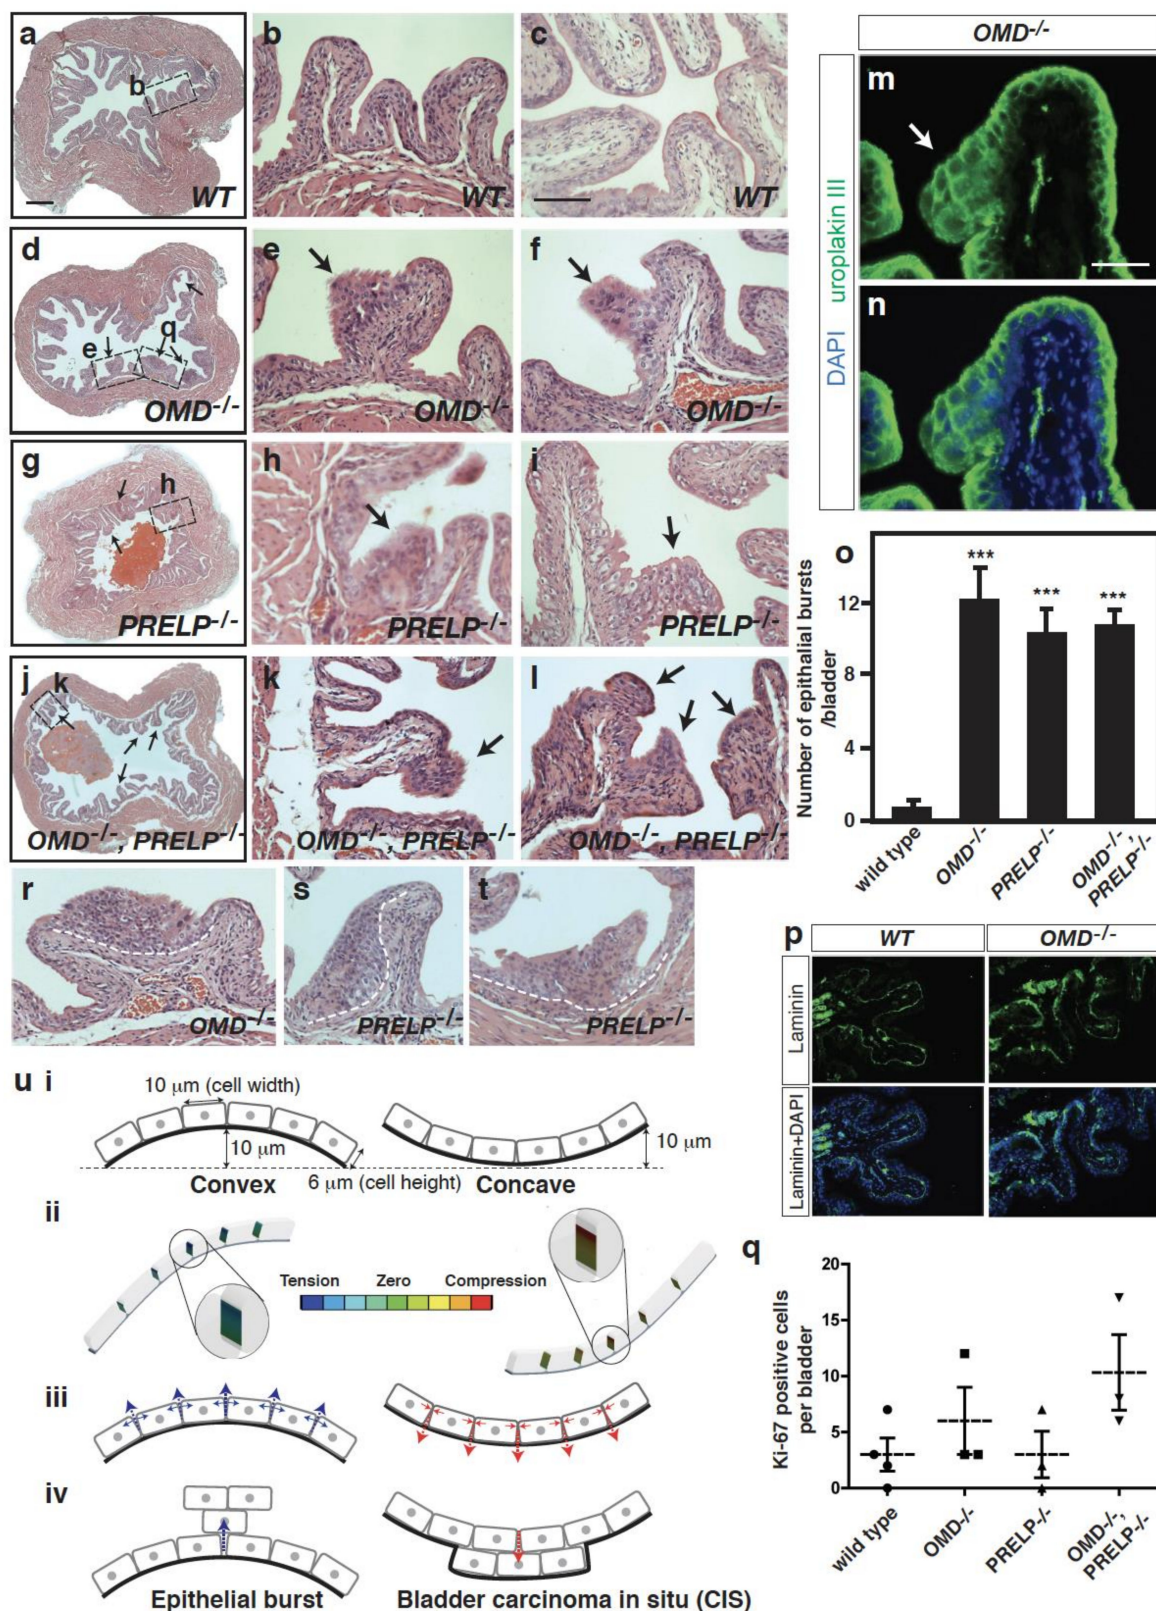 a
b
WT
b
WT
c
WT
d
e
q
OMD-/-
e
OMD-/-
f
OMD-/-
g
h
PRELP-/-
h
PRELP-/-
i
PRELP-/-
j
k
OMD-/-, PRELP-/-
k
OMD-/-, PRELP-/-
l
OMD-/-, PRELP-/-
OMD-/-
uroplakin III
DAPI
m
n
o
Number of epithalial bursts
/bladder
12
8
4
0
***
***
***
wild type
OMD-/-
PRELP-/-
OMD-/-,
PRELP-/-
r
OMD-/-
s
PRELP-/-
t
PRELP-/-
p
WT
OMD-/-
Laminin
Laminin+DAPI
u i
10 μm (cell width)
10 μm
10 μm
6 μm (cell height)
Convex
Concave
ii
Tension Zero Compression
iii
iv
Epithelial burst
Bladder carcinoma in situ (CIS)
q
Ki-67 positive cells
per bladder
20
15
10
5
0
wild type
OMD-/-
PRELP-/-
OMD-/-,
PRELP-/-